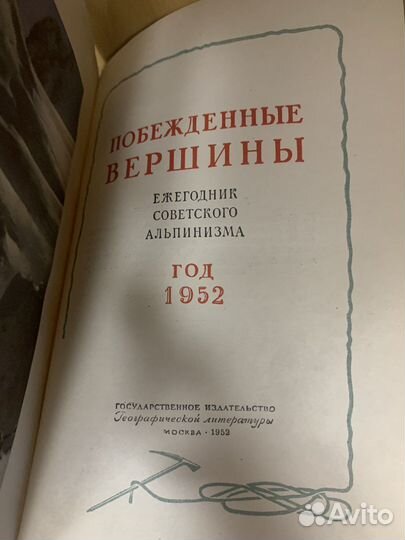 ПОБЕЖДЕННЫЕ
ВЕРШИНЫ
ЕЖЕГОДНИК
СОВЕТСКОГО
АЛЬПИНИЗМА
ГОД
1952
ГОСУДАРСТВЕННОЕ ИЗДАТЕЛЬСТВО
Географической литературы
МОСКВА · 1952
Avito